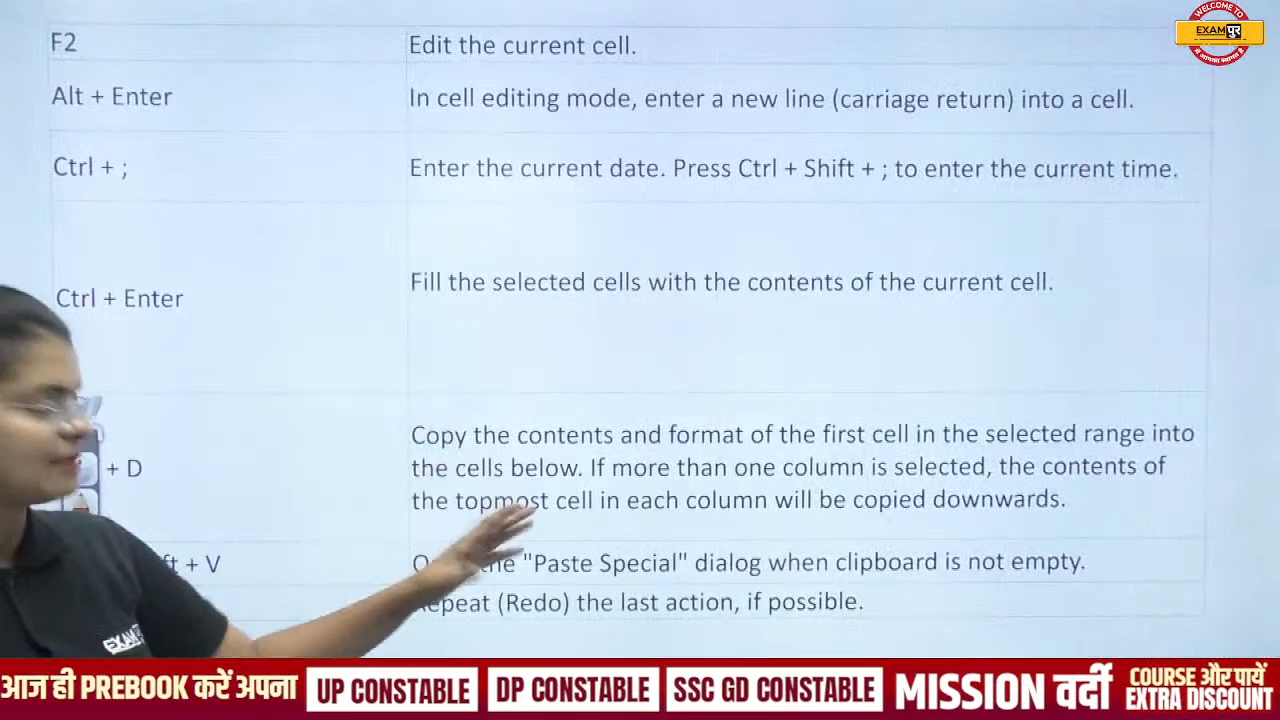 WELCOME TO
EXAMपुर
में आपका स्वागत है
F2 Edit the current cell.
Alt + Enter In cell editing mode, enter a new line (carriage return) into a cell.
Ctrl + ; Enter the current date. Press Ctrl + Shift + ; to enter the current time.
Ctrl + Enter Fill the selected cells with the contents of the current cell.
Copy the contents and format of the first cell in the selected range into
+ D the cells below. If more than one column is selected, the contents of
the topmost cell in each column will be copied downwards.
+ V "Paste Special" dialog when clipboard is not empty.
(Redo) the last action, if possible.
EXAM
आज ही PREBOOK करें अपना UP CONSTABLE DP CONSTABLE SSC GD CONSTABLE MISSION वर्दी COURSE और पायें
EXTRA DISCOUNT